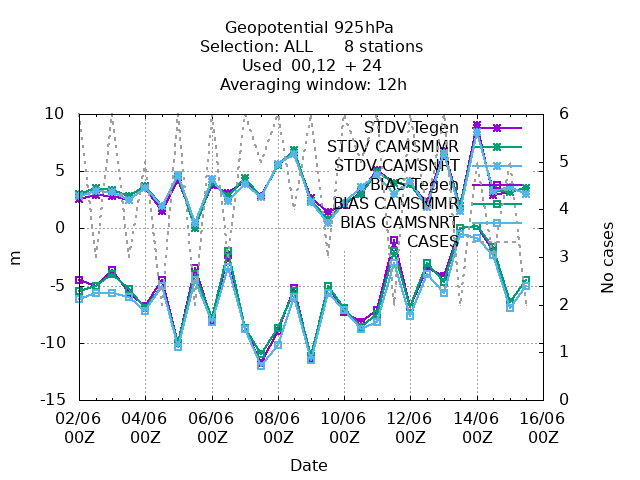 Geopotential 925hPa
Selection: ALL 8 stations
Used 00,12 + 24
Averaging window: 12h
10
5
0
-5
-10
-15
m
6
5
4
3
2
1
0
No cases
STDV Tegen
STDV CAMSMMR
STDV CAMSNRT
BIAS Tegen
BIAS CAMSMMR
BIAS CAMSNRT
CASES
02/06 04/06 06/06 08/06 10/06 12/06 14/06 16/06
00Z 00Z 00Z 00Z 00Z 00Z 00Z 00Z
Date